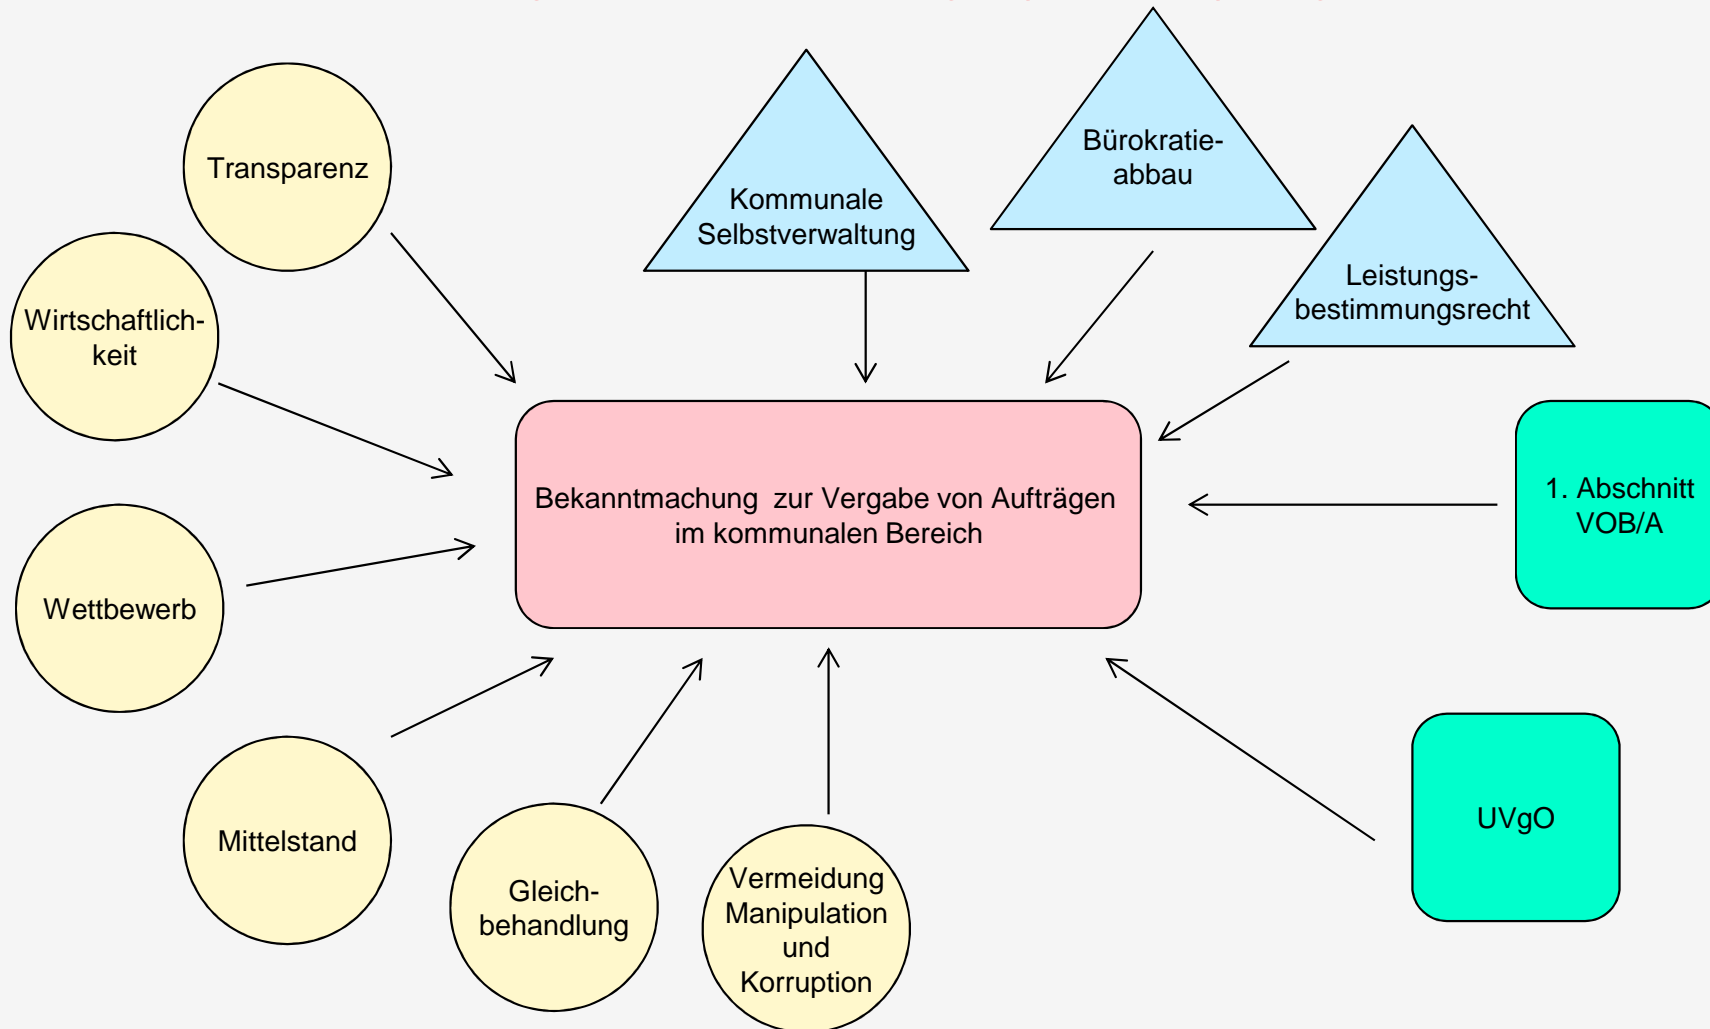 Transparenz
Kommunale
Selbstverwaltung
Bürokratie-
abbau
Leistungs-
bestimmungsrecht
Wirtschaftlich-
keit
Bekanntmachung zur Vergabe von Aufträgen
im kommunalen Bereich
1. Abschnitt
VOB/A
Wettbewerb
Mittelstand
Gleich-
behandlung
Vermeidung
Manipulation
und
Korruption
UVgO